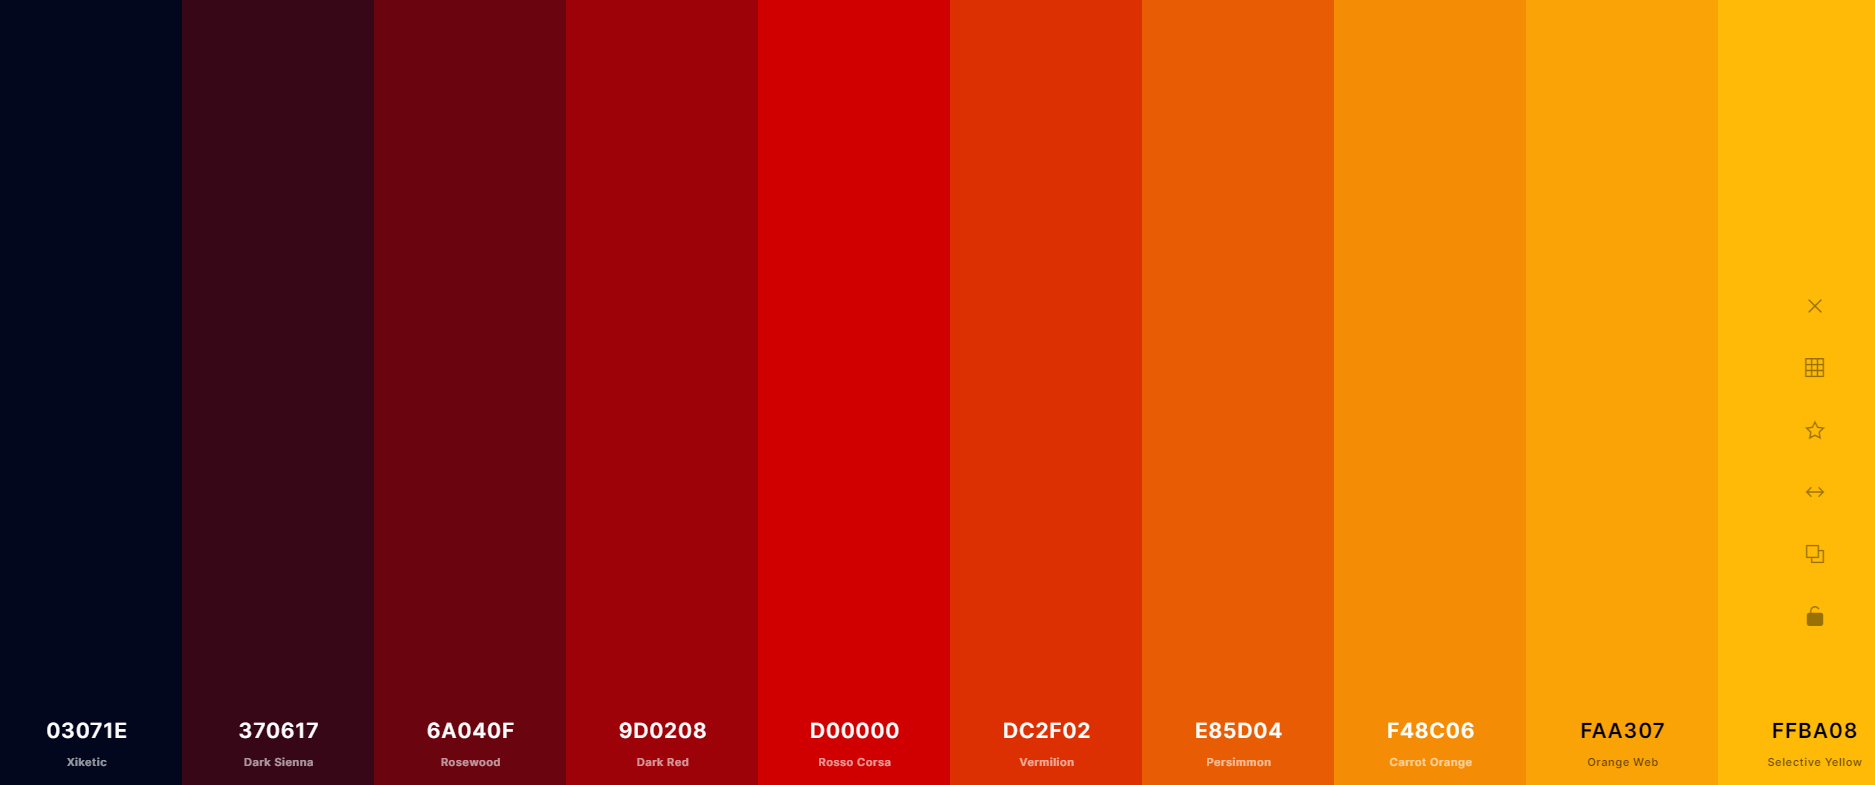 03071E 370617 6A040F 9D0208 D00000 DC2F02 E85D04 F48C06 FAA307 FFBA08
Xiketic Dark Sienna Rosewood Dark Red Rosso Corsa Vermilion Persimmon Carrot Orange Orange Web Selective Yellow